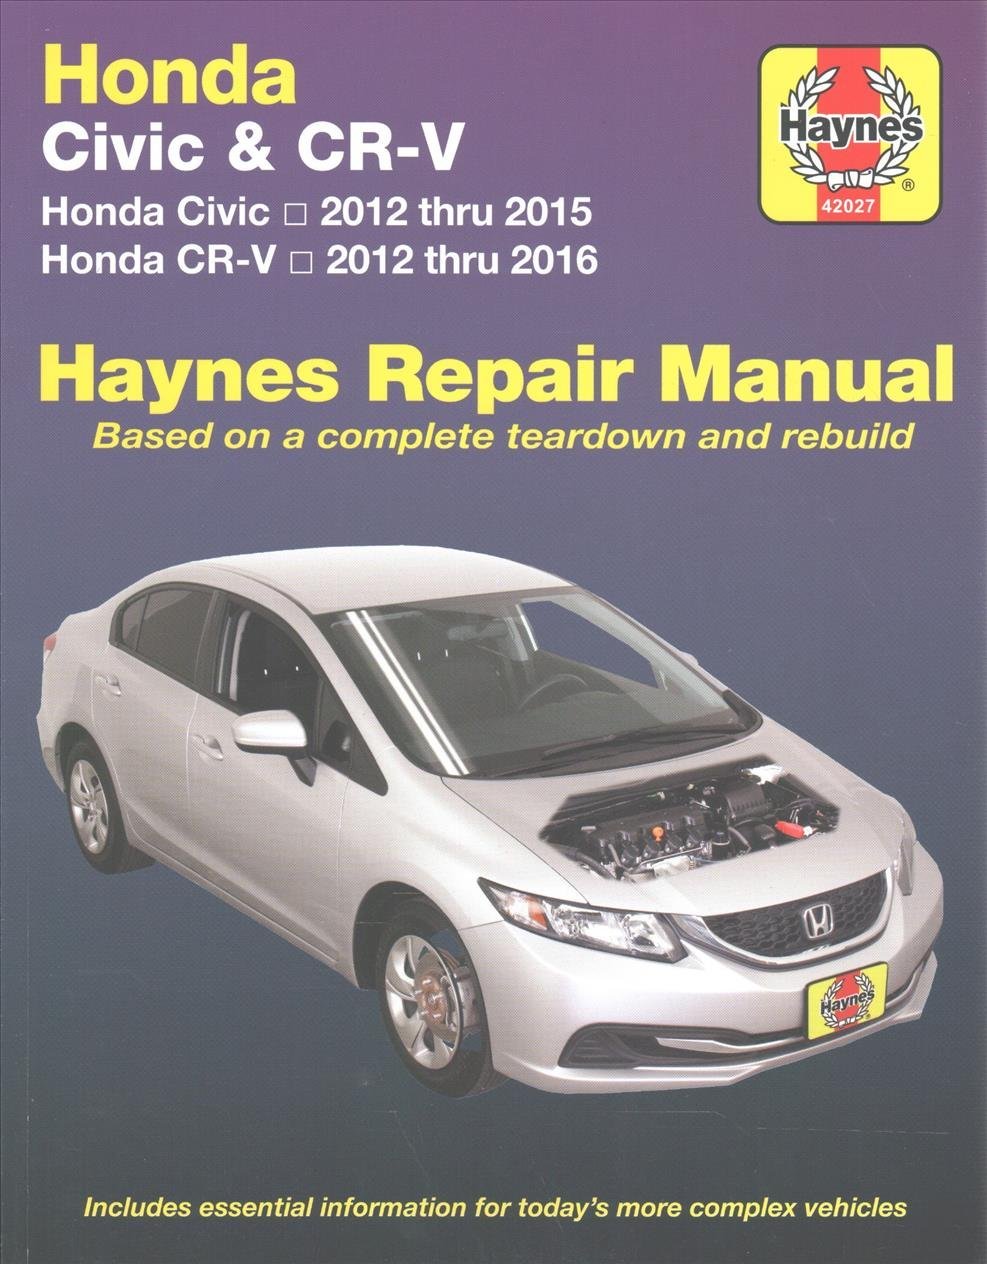 Honda
Civic & CR-V
Honda Civic □ 2012 thru 2015
Honda CR-V □ 2012 thru 2016
Haynes
®
42027
Haynes Repair Manual
Based on a complete teardown and rebuild
Haynes
®
Includes essential information for today's more complex vehicles